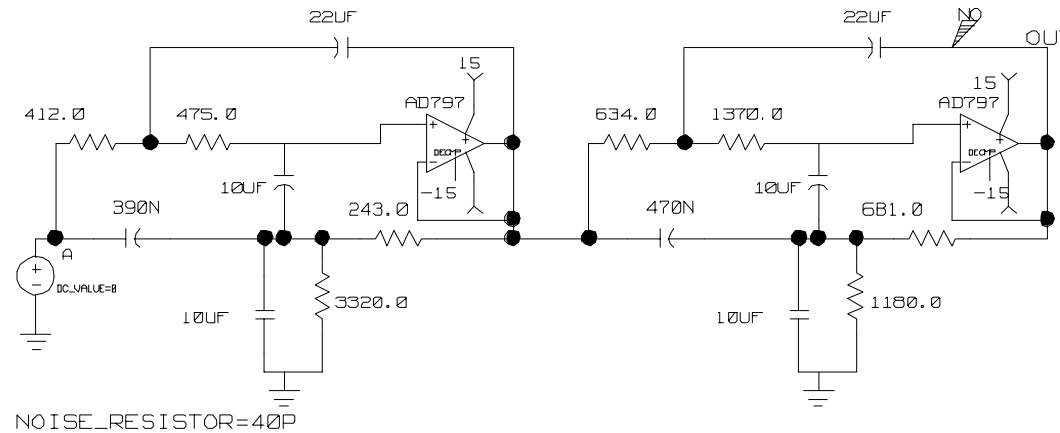 22UF
22UF
NO
OU
15
15
412.0
475.0
AD797
634.0
1370.0
AD797
+
+
-
DECMP
+
+
-
DECMP
10UF
-15
10UF
-15
390N
243.0
470N
681.0
A
+
-
DC_VALUE=0
10UF
3320.0
10UF
1180.0
NOISE_RESISTOR=40P